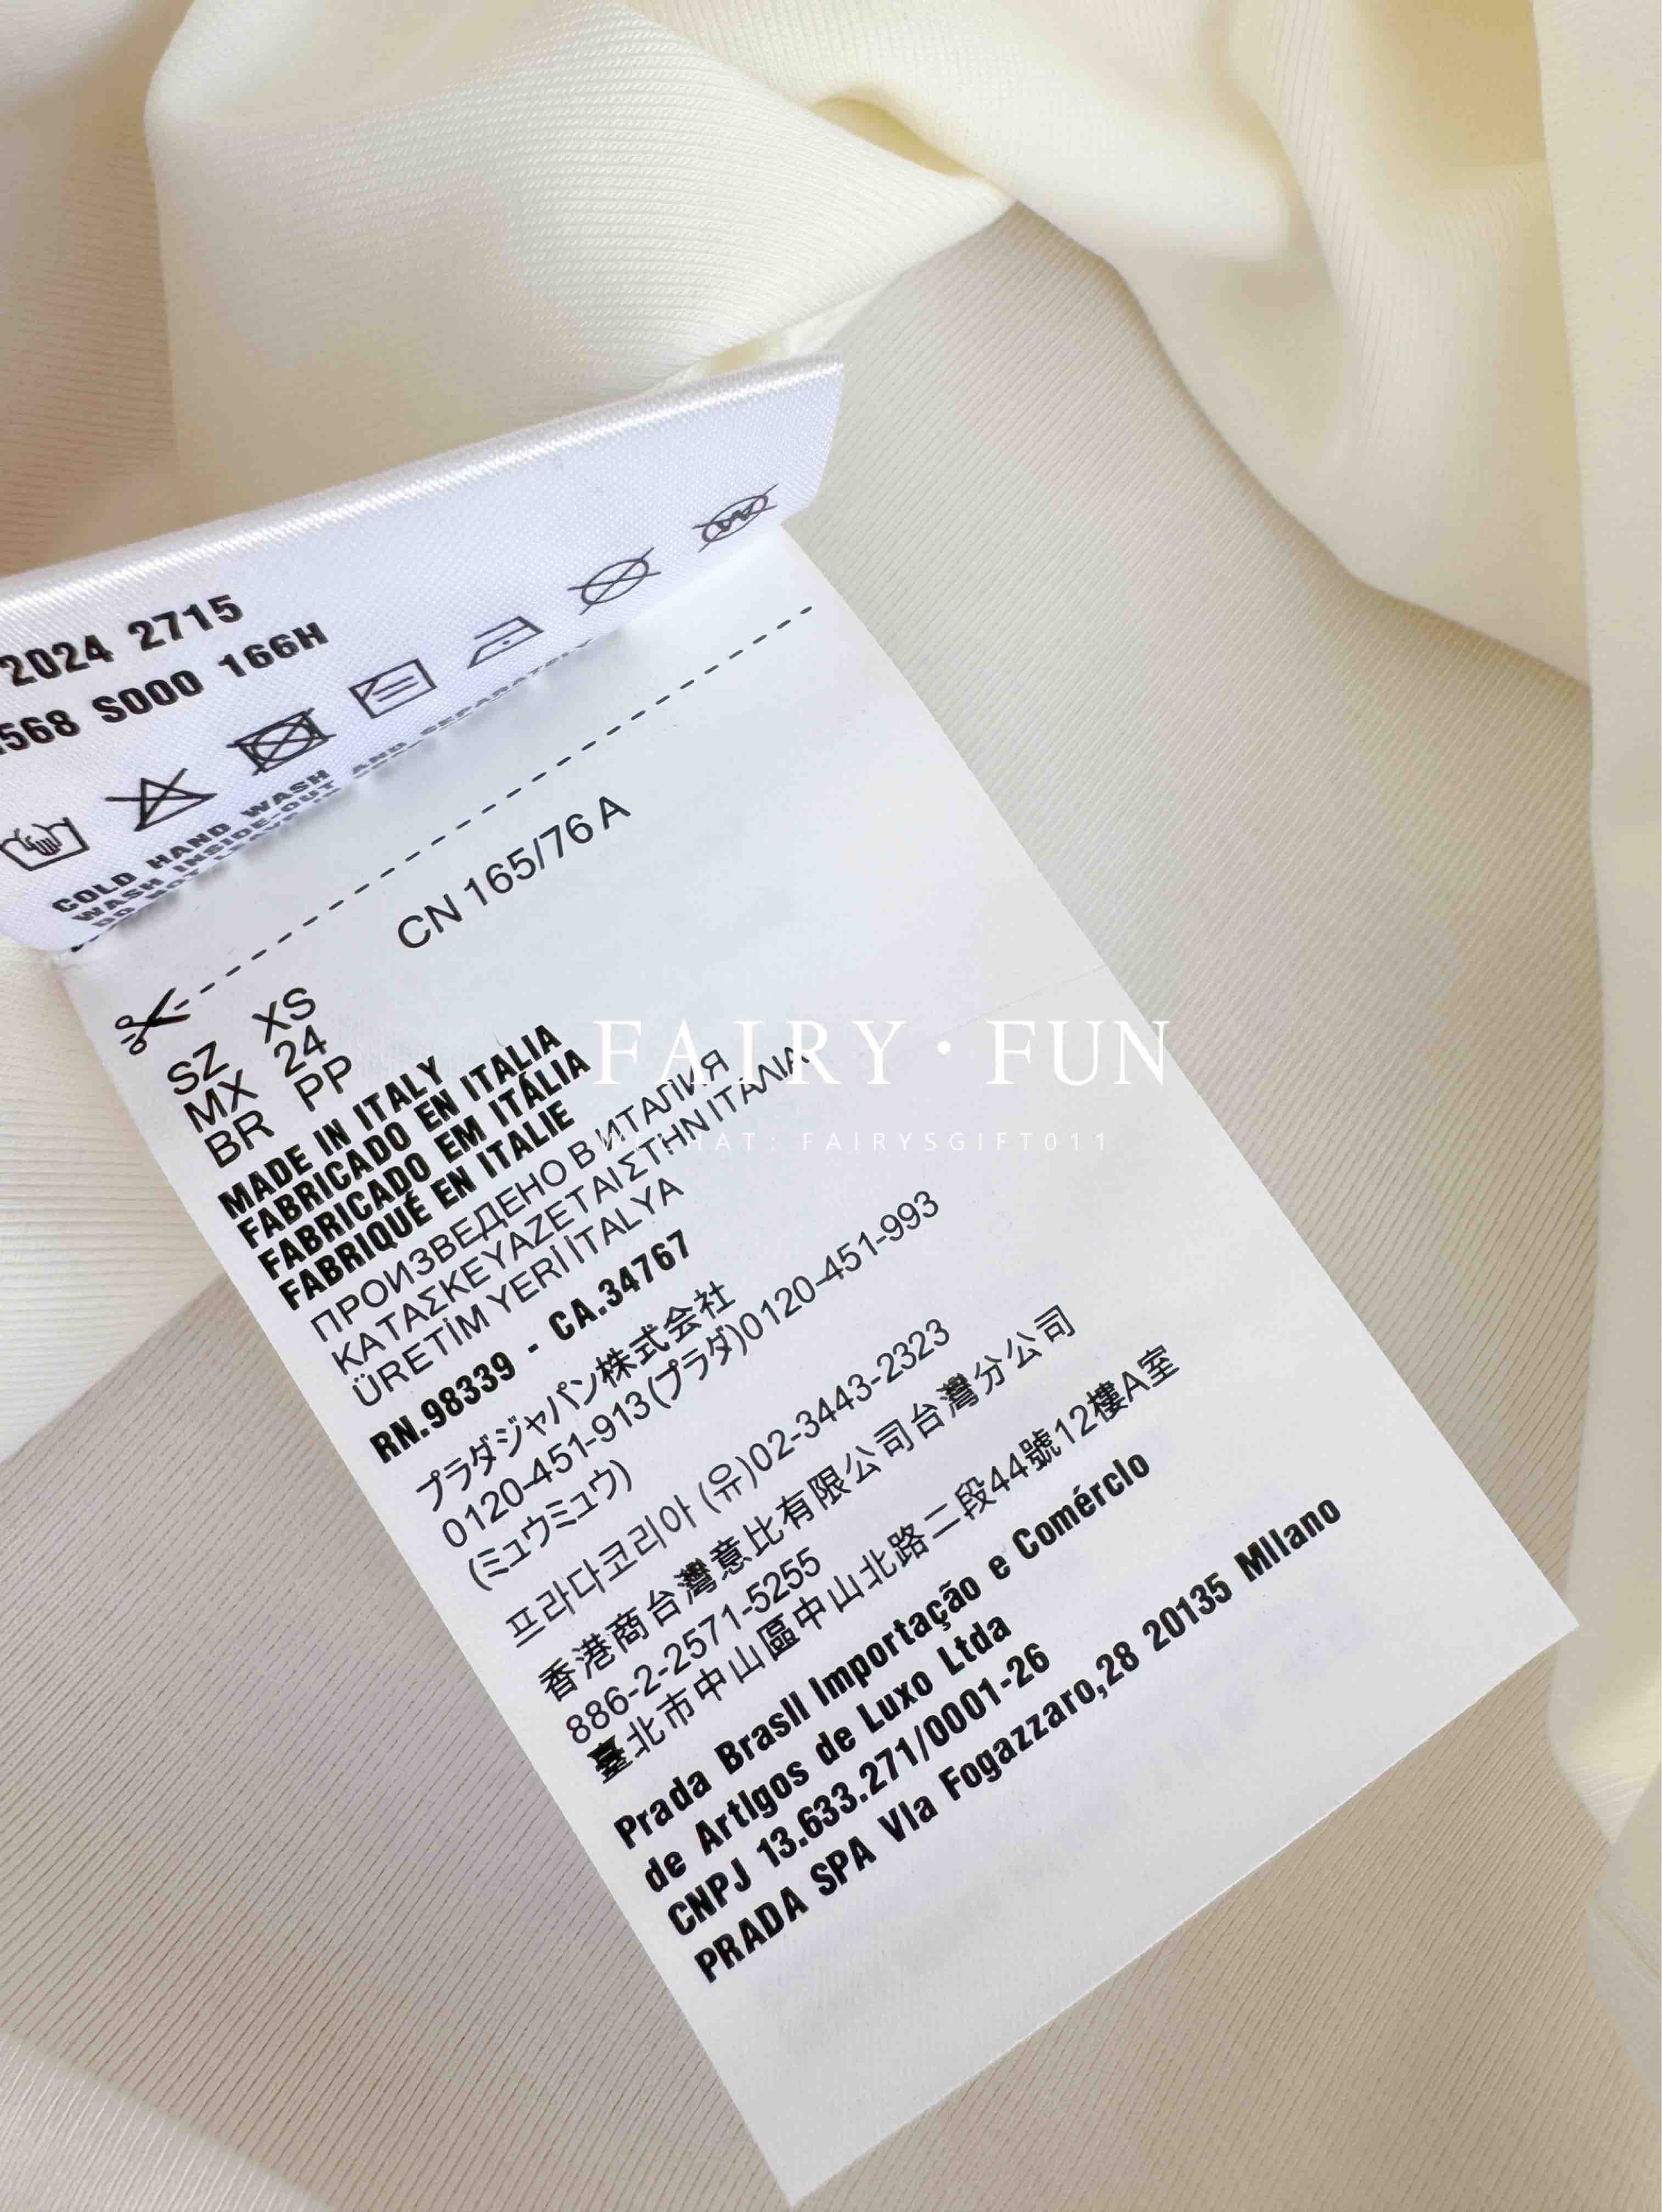 2024 2715
568 S000 166H
COLD HAND WASH
WASH INSIDE-OUT AND SEPARATELY
DO NOT
CN 165/76 A
SZ XS
MX 24
BR PP
MADE IN ITALY
FABRICADO EN ITALIA
FABRICADO EM ITÁLIA
FABRIQUÉ EN ITALIE
ПРОИЗВЕДЕНО В ИТАЛИЯ
ΚΑΤΑΣΚΕΥΑΖΕΤΑΙ ΣΤΗΝ ΙΤΑΛΙΑ
ÜRETİM YERİ İTALYA
RN.98339 - CA.34767
プラダジャパン株式会社
0120-451-913(プラダ)0120-451-993
(ミュウミュウ)
프라다코리아 (유)02-3443-2323
香港商台灣意比有限公司台灣分公司
886-2-2571-5255
臺北市中山區中山北路二段44號12樓A室
Prada Brasil Importação e Comércio
de Artigos de Luxo Ltda
CNPJ 13.633.271/0001-26
PRADA SPA Via Fogazzaro,28 20135 Milano
FAIRY·FUN
WECHAT: FAIRYSGIFT011